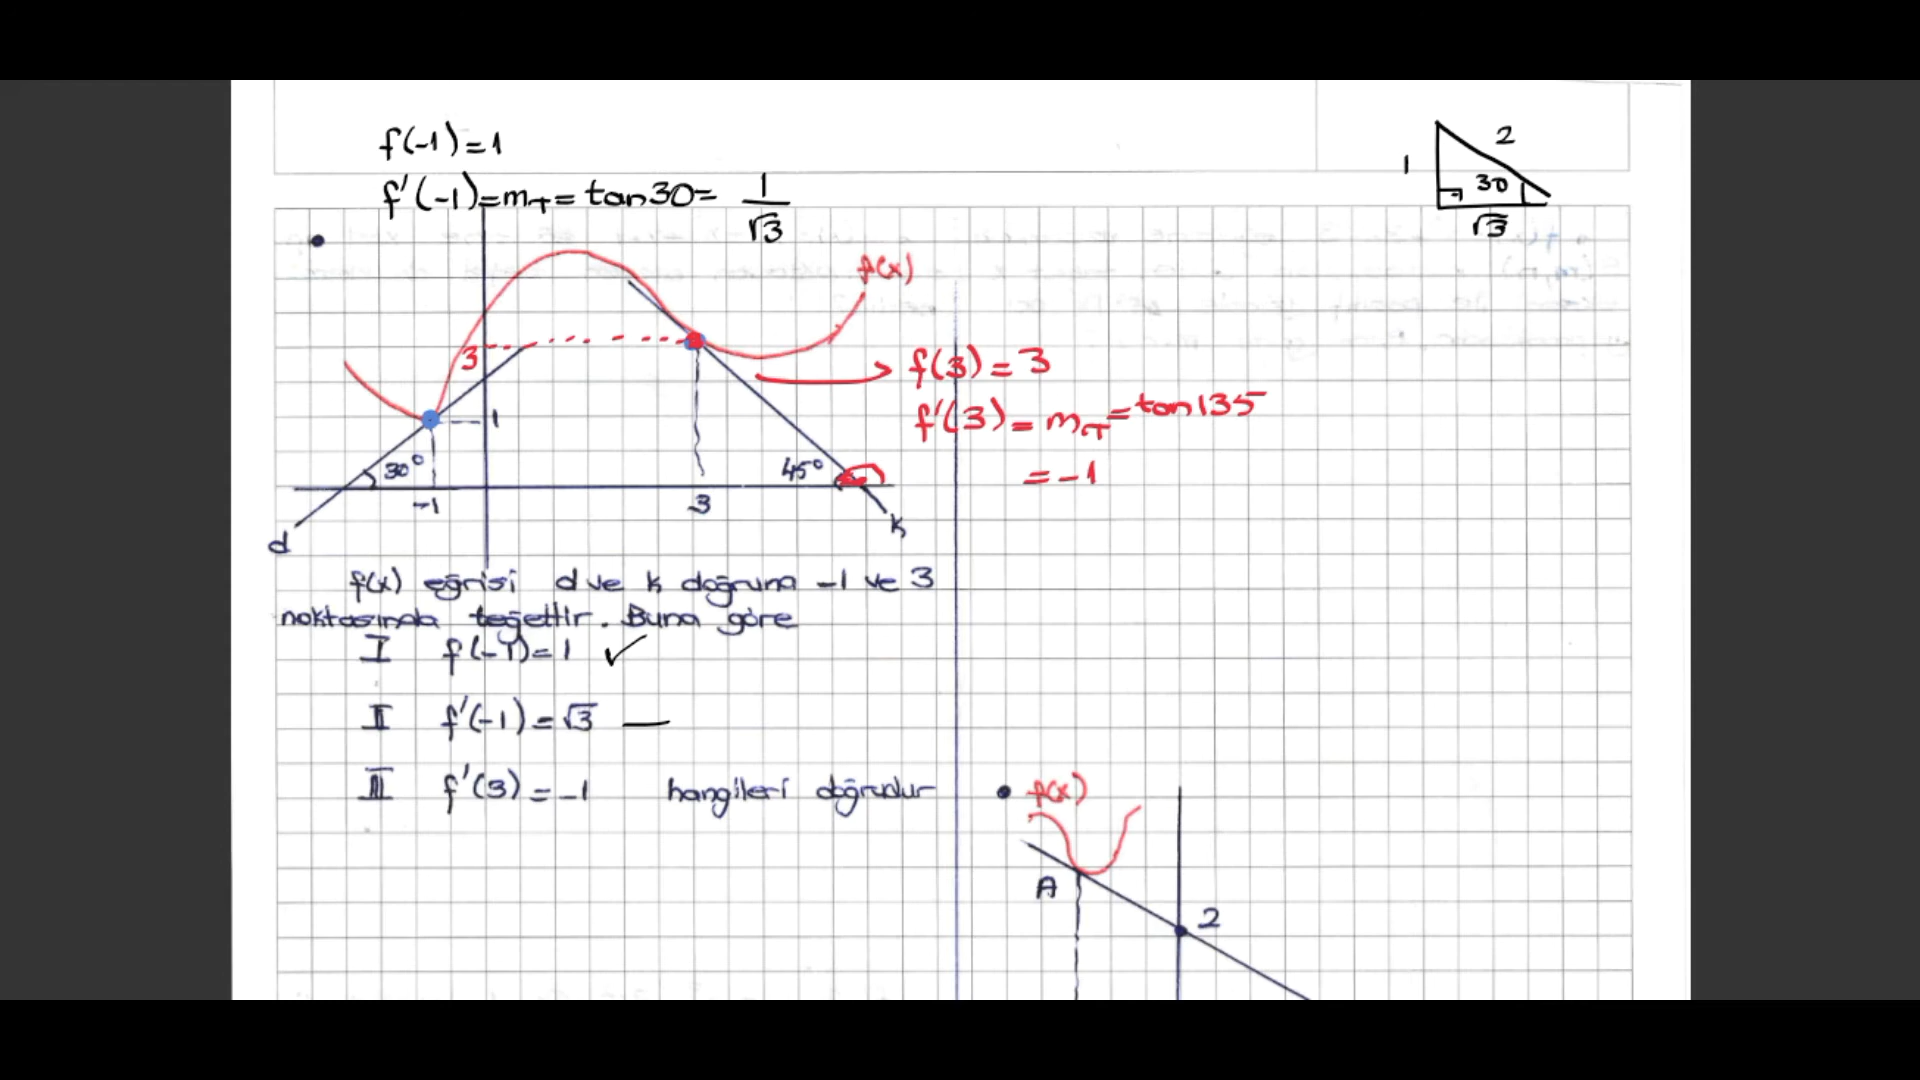 f(-1)=1
f'(-1)=mT=tan30= 1/√3
1
2
30
√3
f(x)
3
1
f(3)=3
f'(3)=mT=tan135
=-1
30°
45°
-1
3
d
k
f(x) eğrisi d ve k doğruna -1 ve 3
noktasında teğettir. Buna göre
I f(-1)=1 ✓
II f'(-1)=√3 —
III f'(3)=-1 hangileri doğrudur
f(x)
A
2